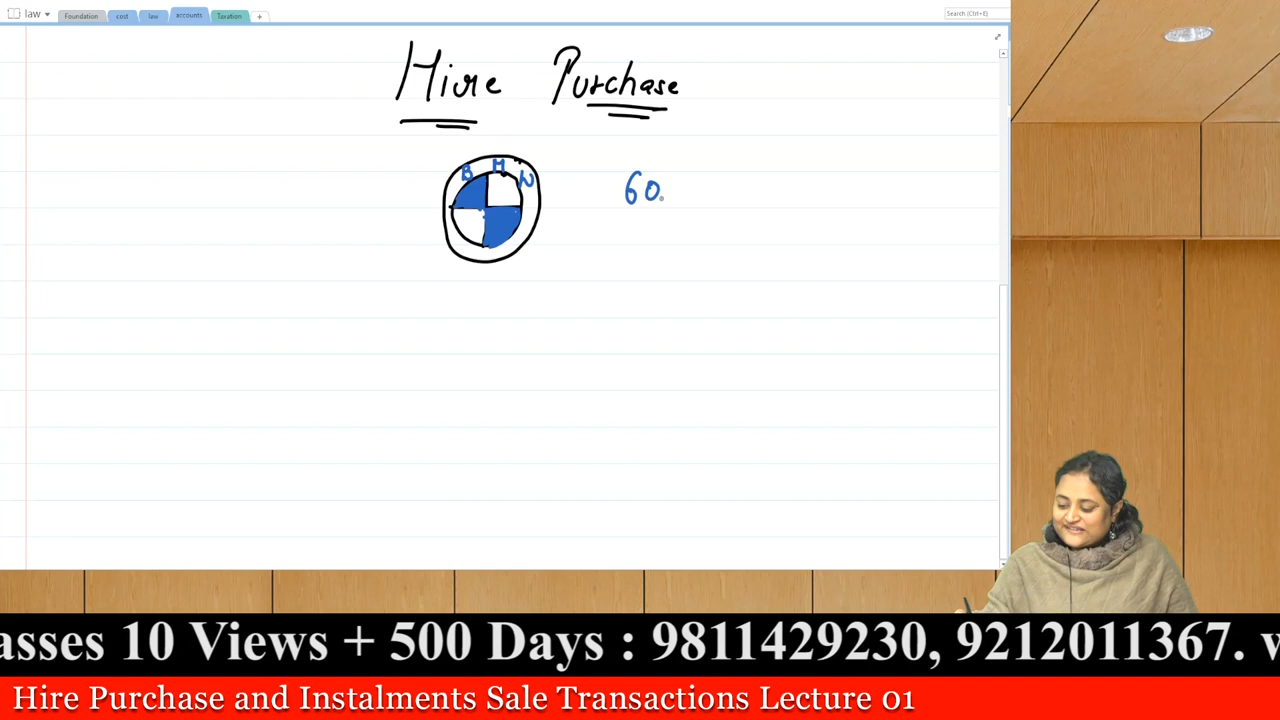 law
Foundation
cost
law
accounts
Taxation
+
Search (Ctrl+E)
Hire Purchase
BMW
60
asses 10 Views + 500 Days : 9811429230, 9212011367. w
Hire Purchase and Instalments Sale Transactions Lecture 01